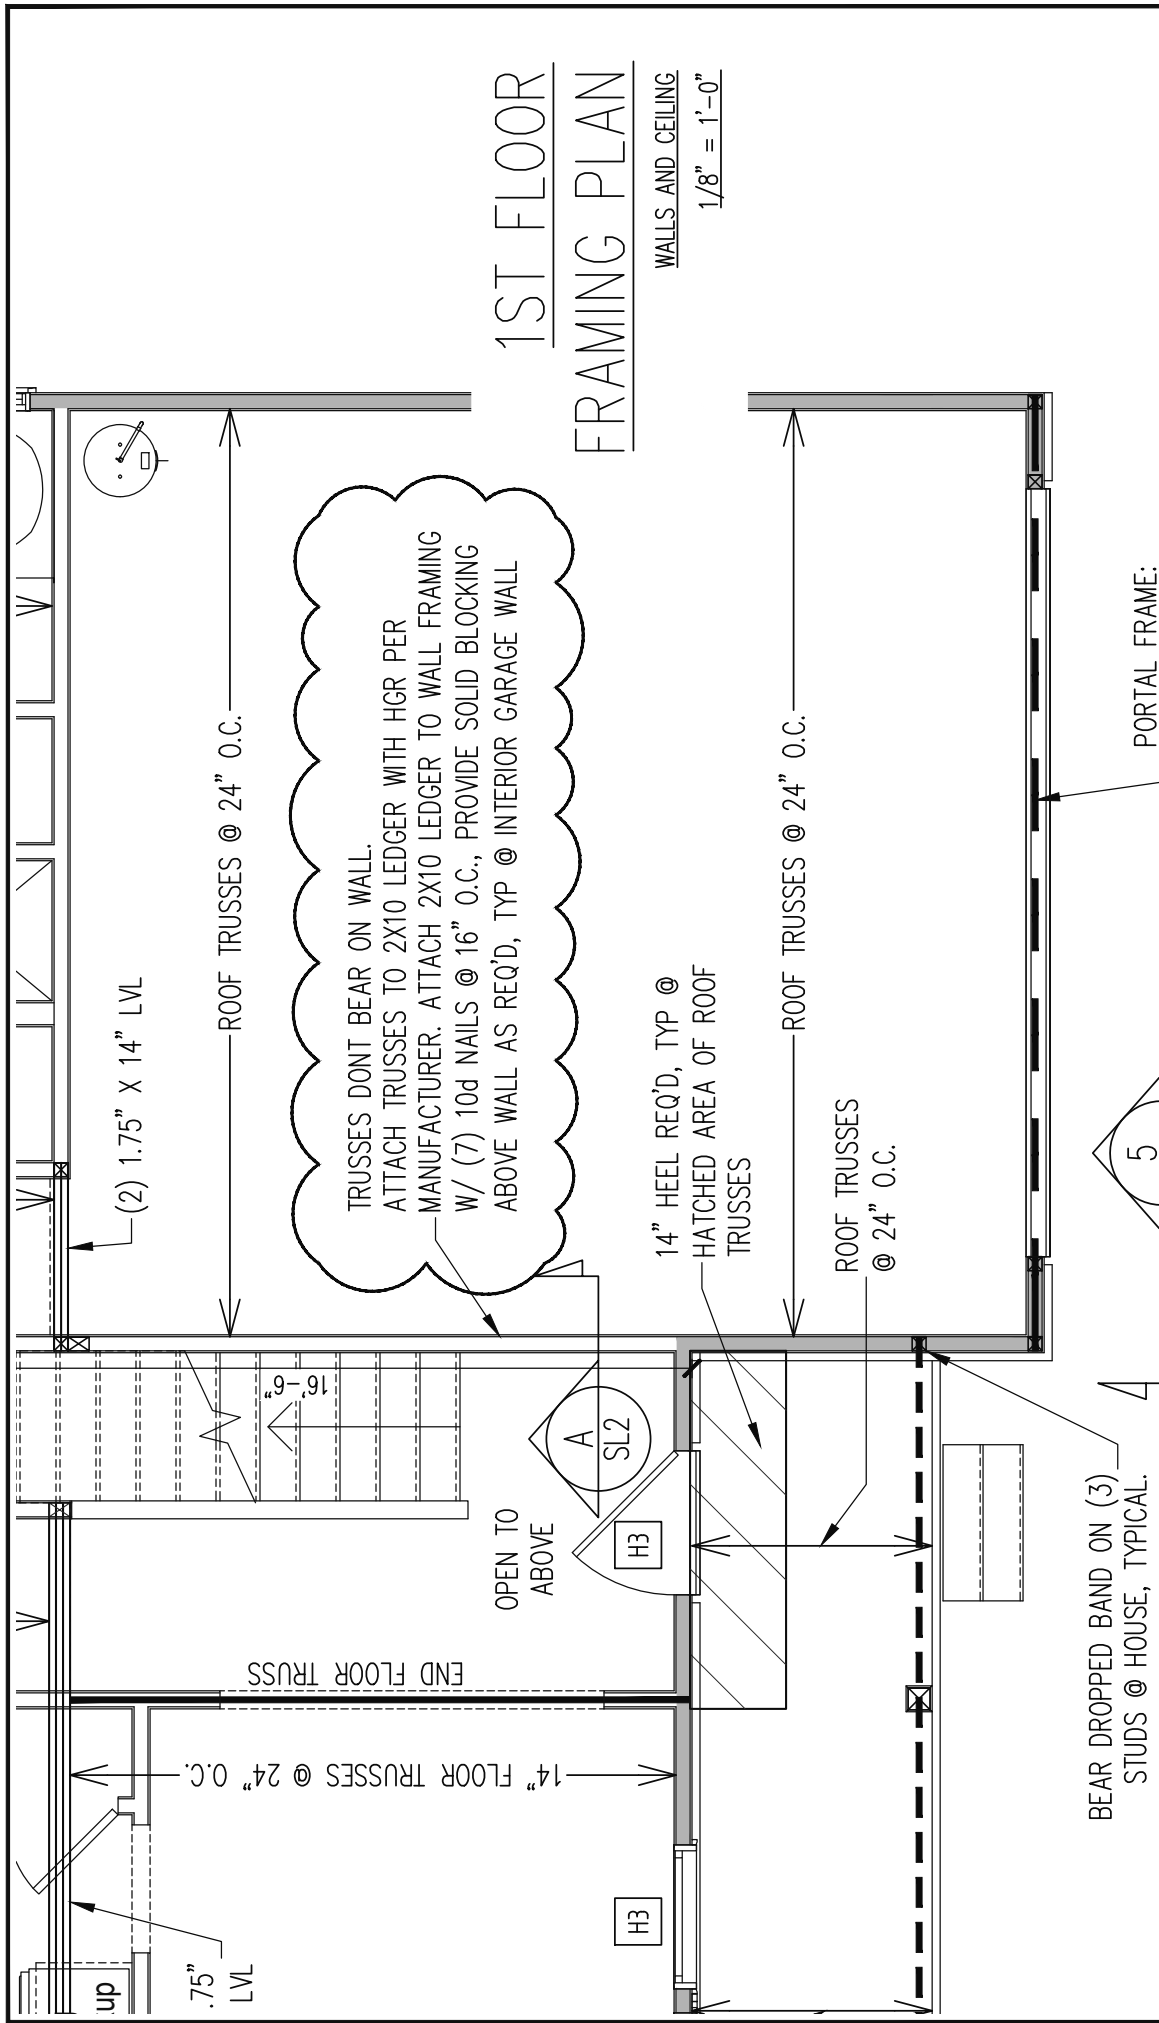 1ST FLOOR
FRAMING PLAN
WALLS AND CEILING
1/8" = 1'-0"
(2) 1.75" X 14" LVL
ROOF TRUSSES @ 24" O.C.
TRUSSES DONT BEAR ON WALL.
ATTACH TRUSSES TO 2X10 LEDGER WITH HGR PER
MANUFACTURER. ATTACH 2X10 LEDGER TO WALL FRAMING
W/ (7) 10d NAILS @ 16" O.C., PROVIDE SOLID BLOCKING
ABOVE WALL AS REQ'D, TYP @ INTERIOR GARAGE WALL
14" HEEL REQ'D, TYP @
HATCHED AREA OF ROOF
TRUSSES
ROOF TRUSSES @ 24" O.C.
ROOF TRUSSES
@ 24" O.C.
PORTAL FRAME:
5
16'-6"
A
SL2
OPEN TO
ABOVE
H3
END FLOOR TRUSS
14" FLOOR TRUSSES @ 24" O.C.
BEAR DROPPED BAND ON (3)
STUDS @ HOUSE, TYPICAL.
4
H3
.75"
LVL
up